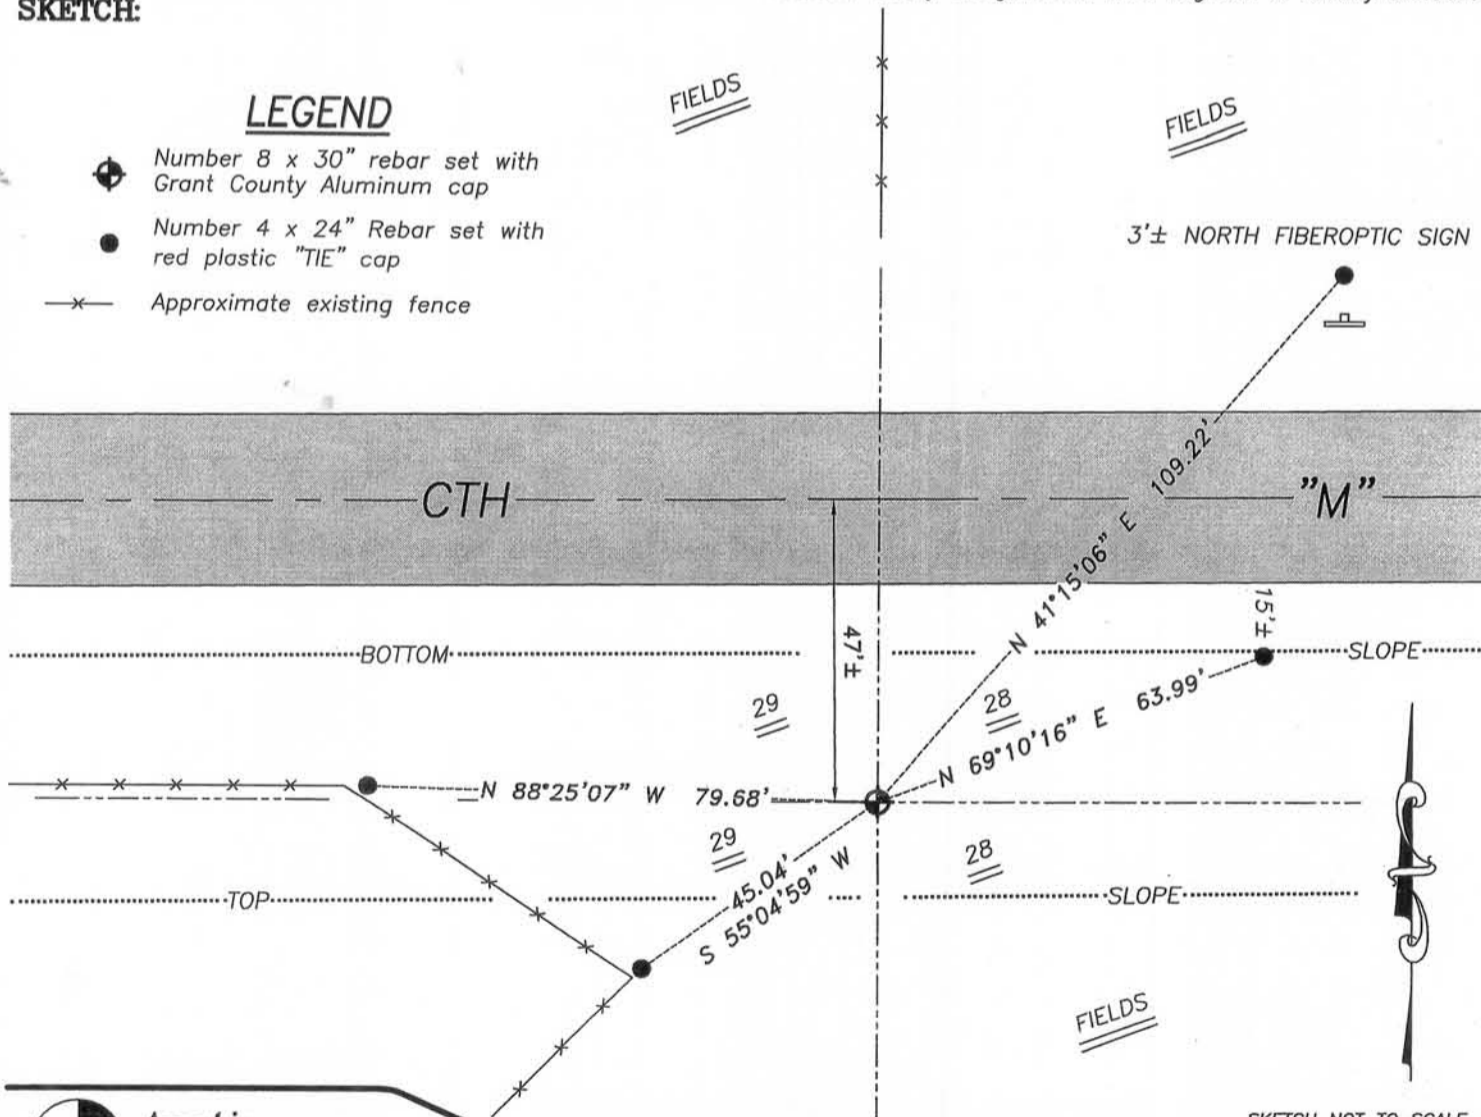 SKETCH:
LEGEND
Number 8 x 30" rebar set with
Grant County Aluminum cap
Number 4 x 24" Rebar set with
red plastic "TIE" cap
Approximate existing fence
FIELDS
FIELDS
3'± NORTH FIBEROPTIC SIGN
109.22'
CTH
"M"
N 41°15'06" E
15'±
47'±
BOTTOM
SLOPE
29
28
N 69°10'16" E 63.99'
N 88°25'07" W 79.68'
29
28
45.04'
S 55°04'59" W
TOP
SLOPE
FIELDS
SKETCH NOT TO SCALE